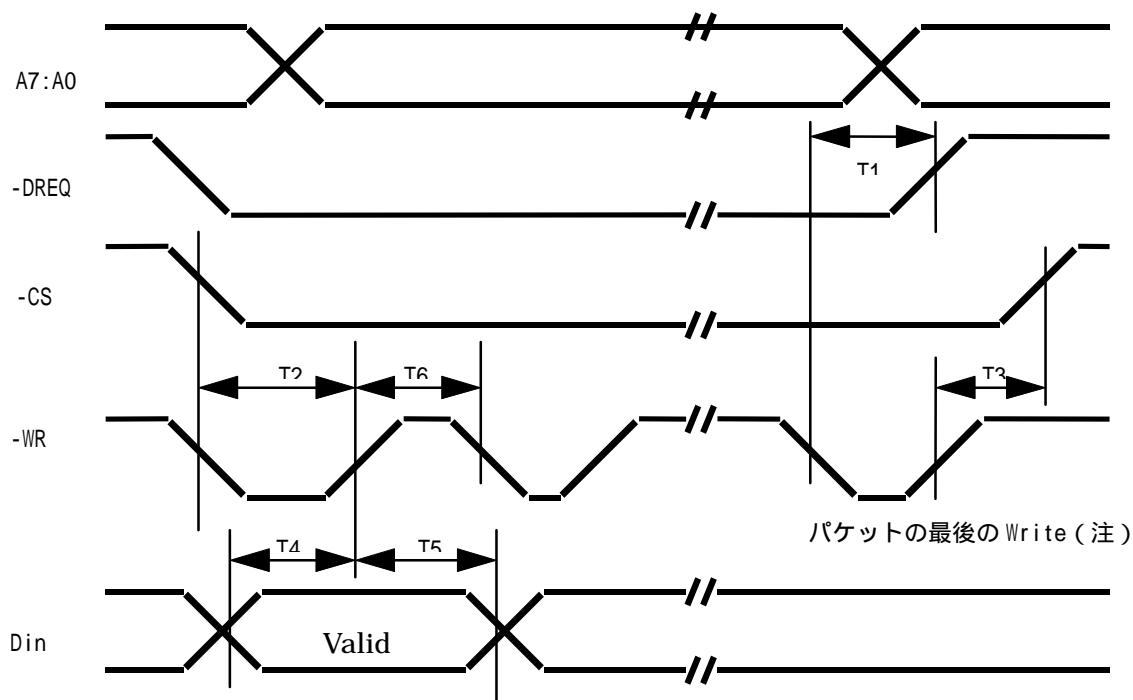 A7:A0
-DREQ
T1
-CS
T2
T6
T3
-WR
パケットの最後のWrite（注）
T4
T5
Din
Valid